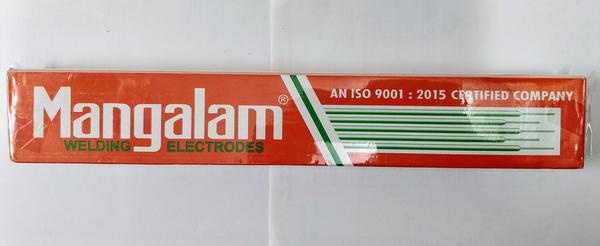 Mangalam®
WELDING ELECTRODES
AN ISO 9001 : 2015 CERTIFIED COMPANY